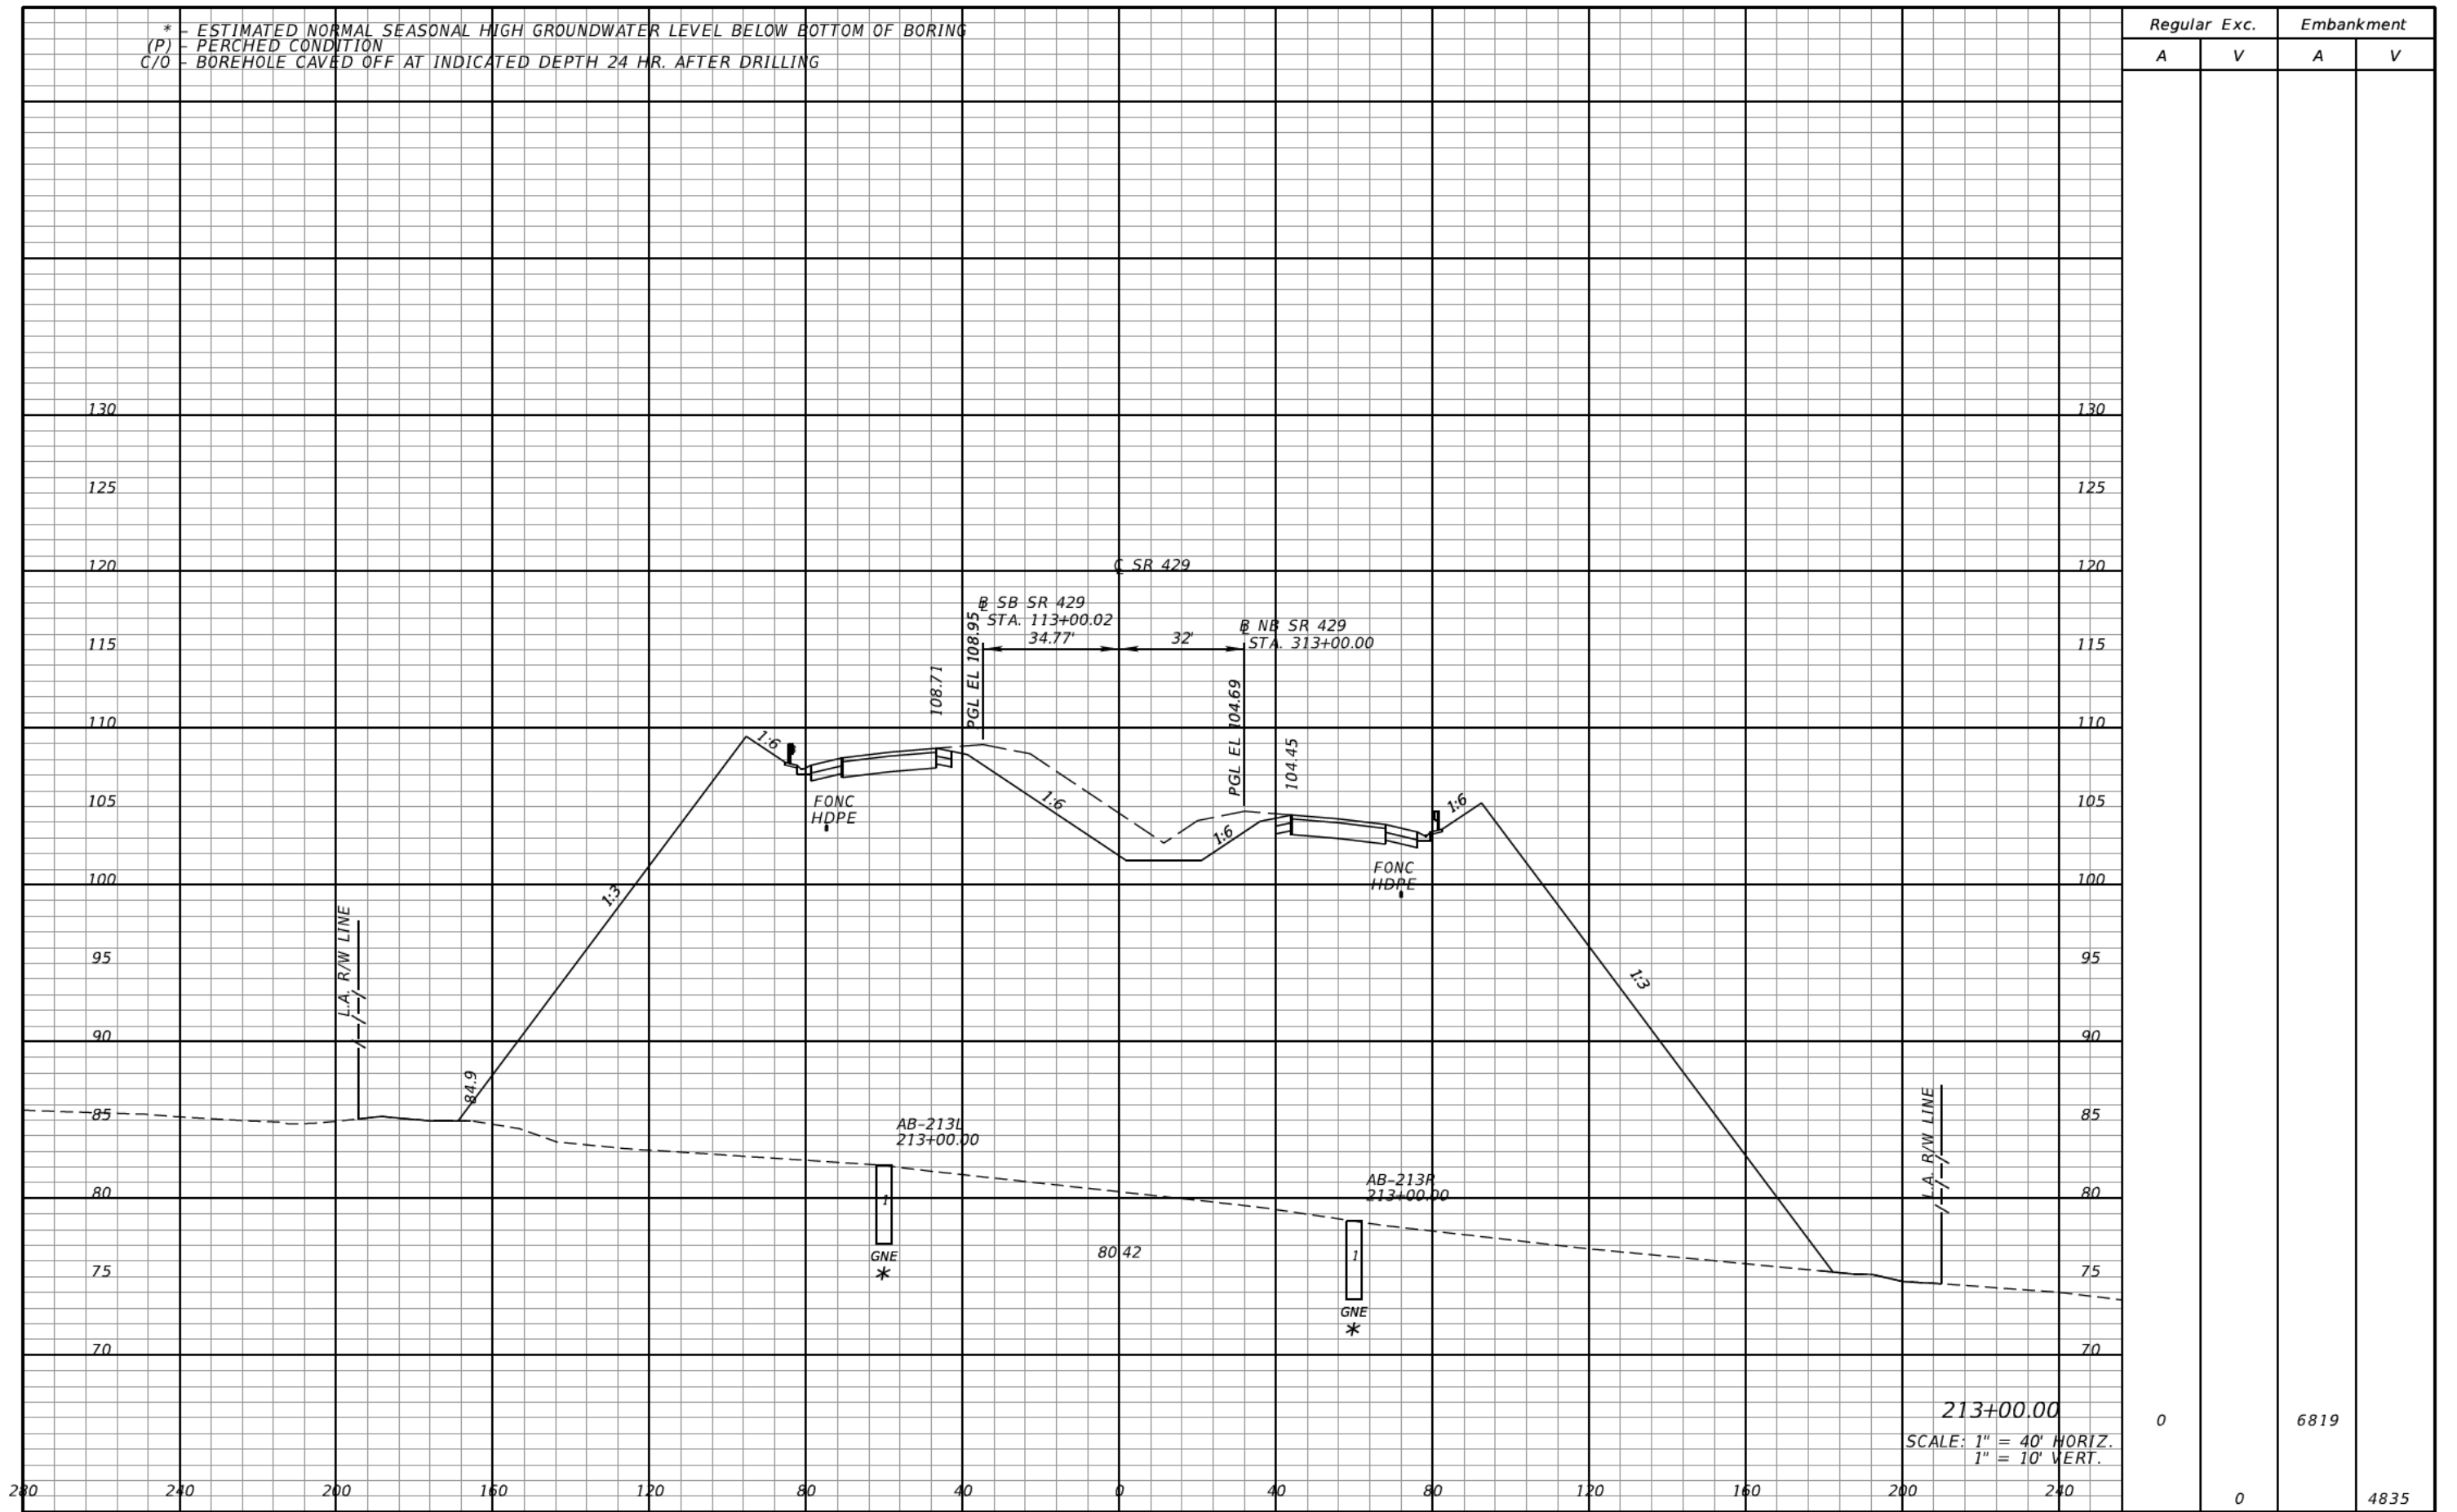 * - ESTIMATED NORMAL SEASONAL HIGH GROUNDWATER LEVEL BELOW BOTTOM OF BORING
(P) - PERCHED CONDITION
C/O - BOREHOLE CAVED OFF AT INDICATED DEPTH 24 HR. AFTER DRILLING
Regular Exc. Embankment
A V A V
130 130
125 125
120 120
℄ SR 429
B SB SR 429
STA. 113+00.02
34.77'
32'
B NB SR 429
STA. 313+00.00
115 115
108.71
PGL EL 108.95
PGL EL 104.69
104.45
110 110
1:6
1:6
1:6
1:6
105 105
FONC
HDPE
FONC
HDPE
100 100
1:3
1:3
L.A. R/W LINE
95 95
90 90
84.9
85 85
AB-213L
213+00.00
L.A. R/W LINE
AB-213R
213+00.00
80 80
1
1
GNE
*
80.42
GNE
*
75 75
70 70
213+00.00
SCALE: 1" = 40' HORIZ.
1" = 10' VERT.
0 6819
280 240 200 160 120 80 40 0 40 80 120 160 200 240
0 4835